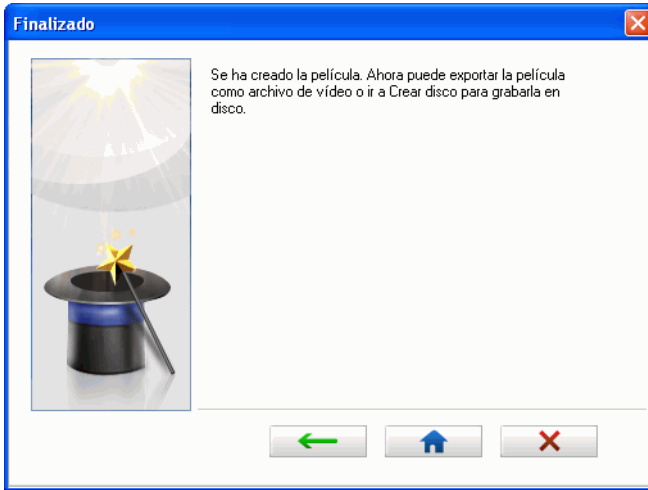 Finalizado
Se ha creado la película. Ahora puede exportar la película
como archivo de vídeo o ir a Crear disco para grabarla en
disco.